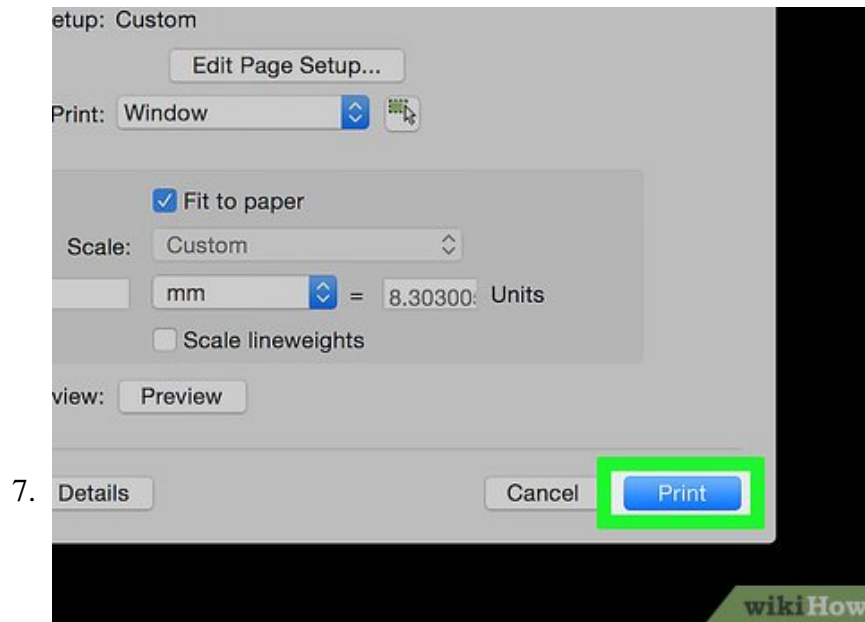 etup: Custom
Edit Page Setup...
Print: Window
Fit to paper
Scale: Custom
mm = 8.30300 Units
Scale lineweights
view: Preview
7. Details Cancel Print
wikiHow